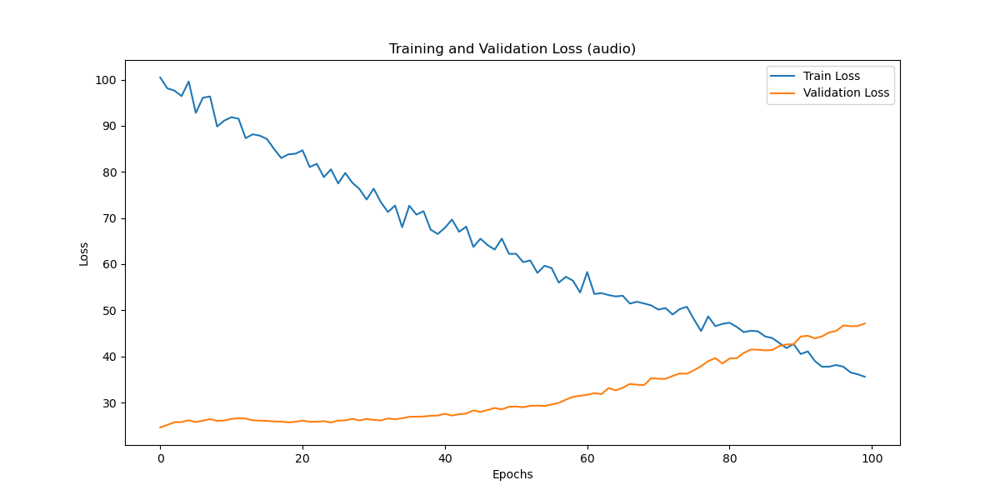 Training and Validation Loss (audio)
Train Loss
Validation Loss
Loss
100
90
80
70
60
50
40
30
0 20 40 60 80 100
Epochs